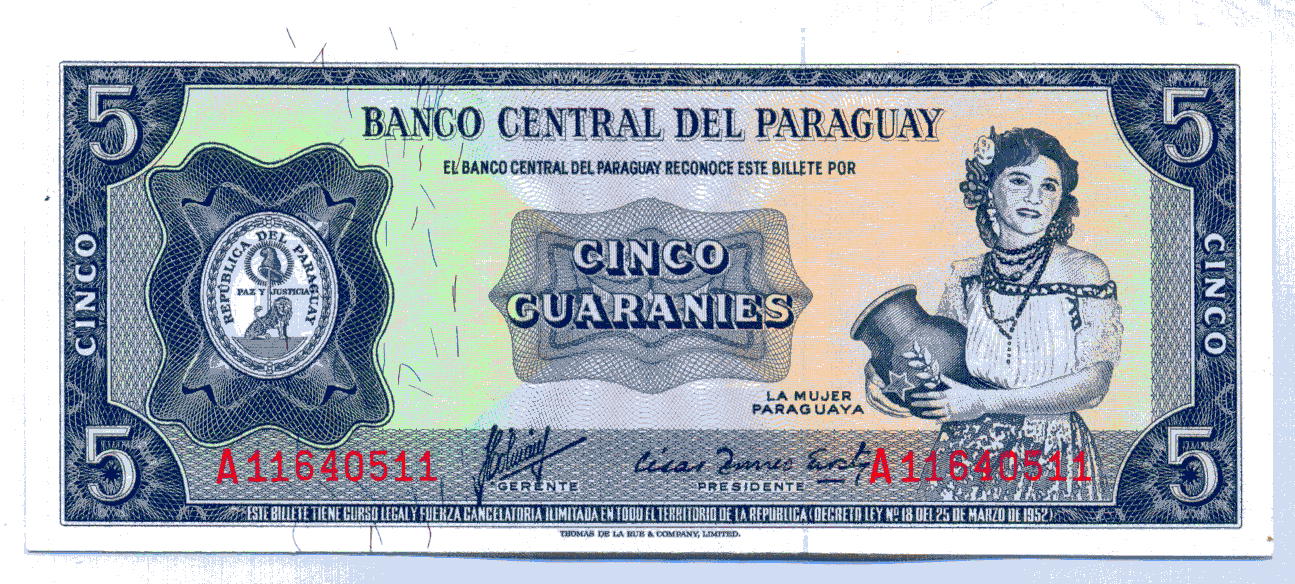 5
5
BANCO CENTRAL DEL PARAGUAY
EL BANCO CENTRAL DEL PARAGUAY RECONOCE ESTE BILLETE POR
CINCO
CINCO
REPUBLICA DEL PARAGUAY
PAZ Y JUSTICIA
CINCO
GUARANIES
LA MUJER
PARAGUAYA
5
5
A11640511
A11640511
GERENTE
PRESIDENTE
ESTE BILLETE TIENE CURSO LEGAL Y FUERZA CANCELATORIA ILIMITADA EN TODO EL TERRITORIO DE LA REPUBLICA (DECRETO LEY Nº 18 DEL 25 DE MARZO DE 1952)
THOMAS DE LA RUE & COMPANY, LIMITED.